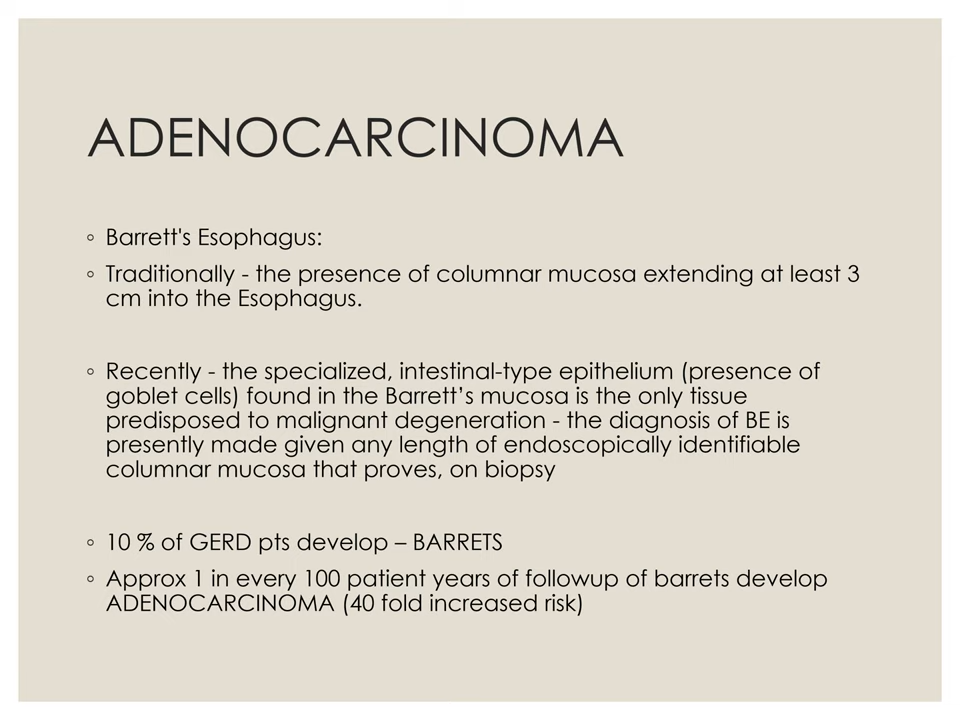 ADENOCARCINOMA
◦ Barrett's Esophagus:
◦ Traditionally - the presence of columnar mucosa extending at least 3
cm into the Esophagus.
◦ Recently - the specialized, intestinal-type epithelium (presence of
goblet cells) found in the Barrett’s mucosa is the only tissue
predisposed to malignant degeneration - the diagnosis of BE is
presently made given any length of endoscopically identifiable
columnar mucosa that proves, on biopsy
◦ 10 % of GERD pts develop – BARRETS
◦ Approx 1 in every 100 patient years of followup of barrets develop
ADENOCARCINOMA (40 fold increased risk)